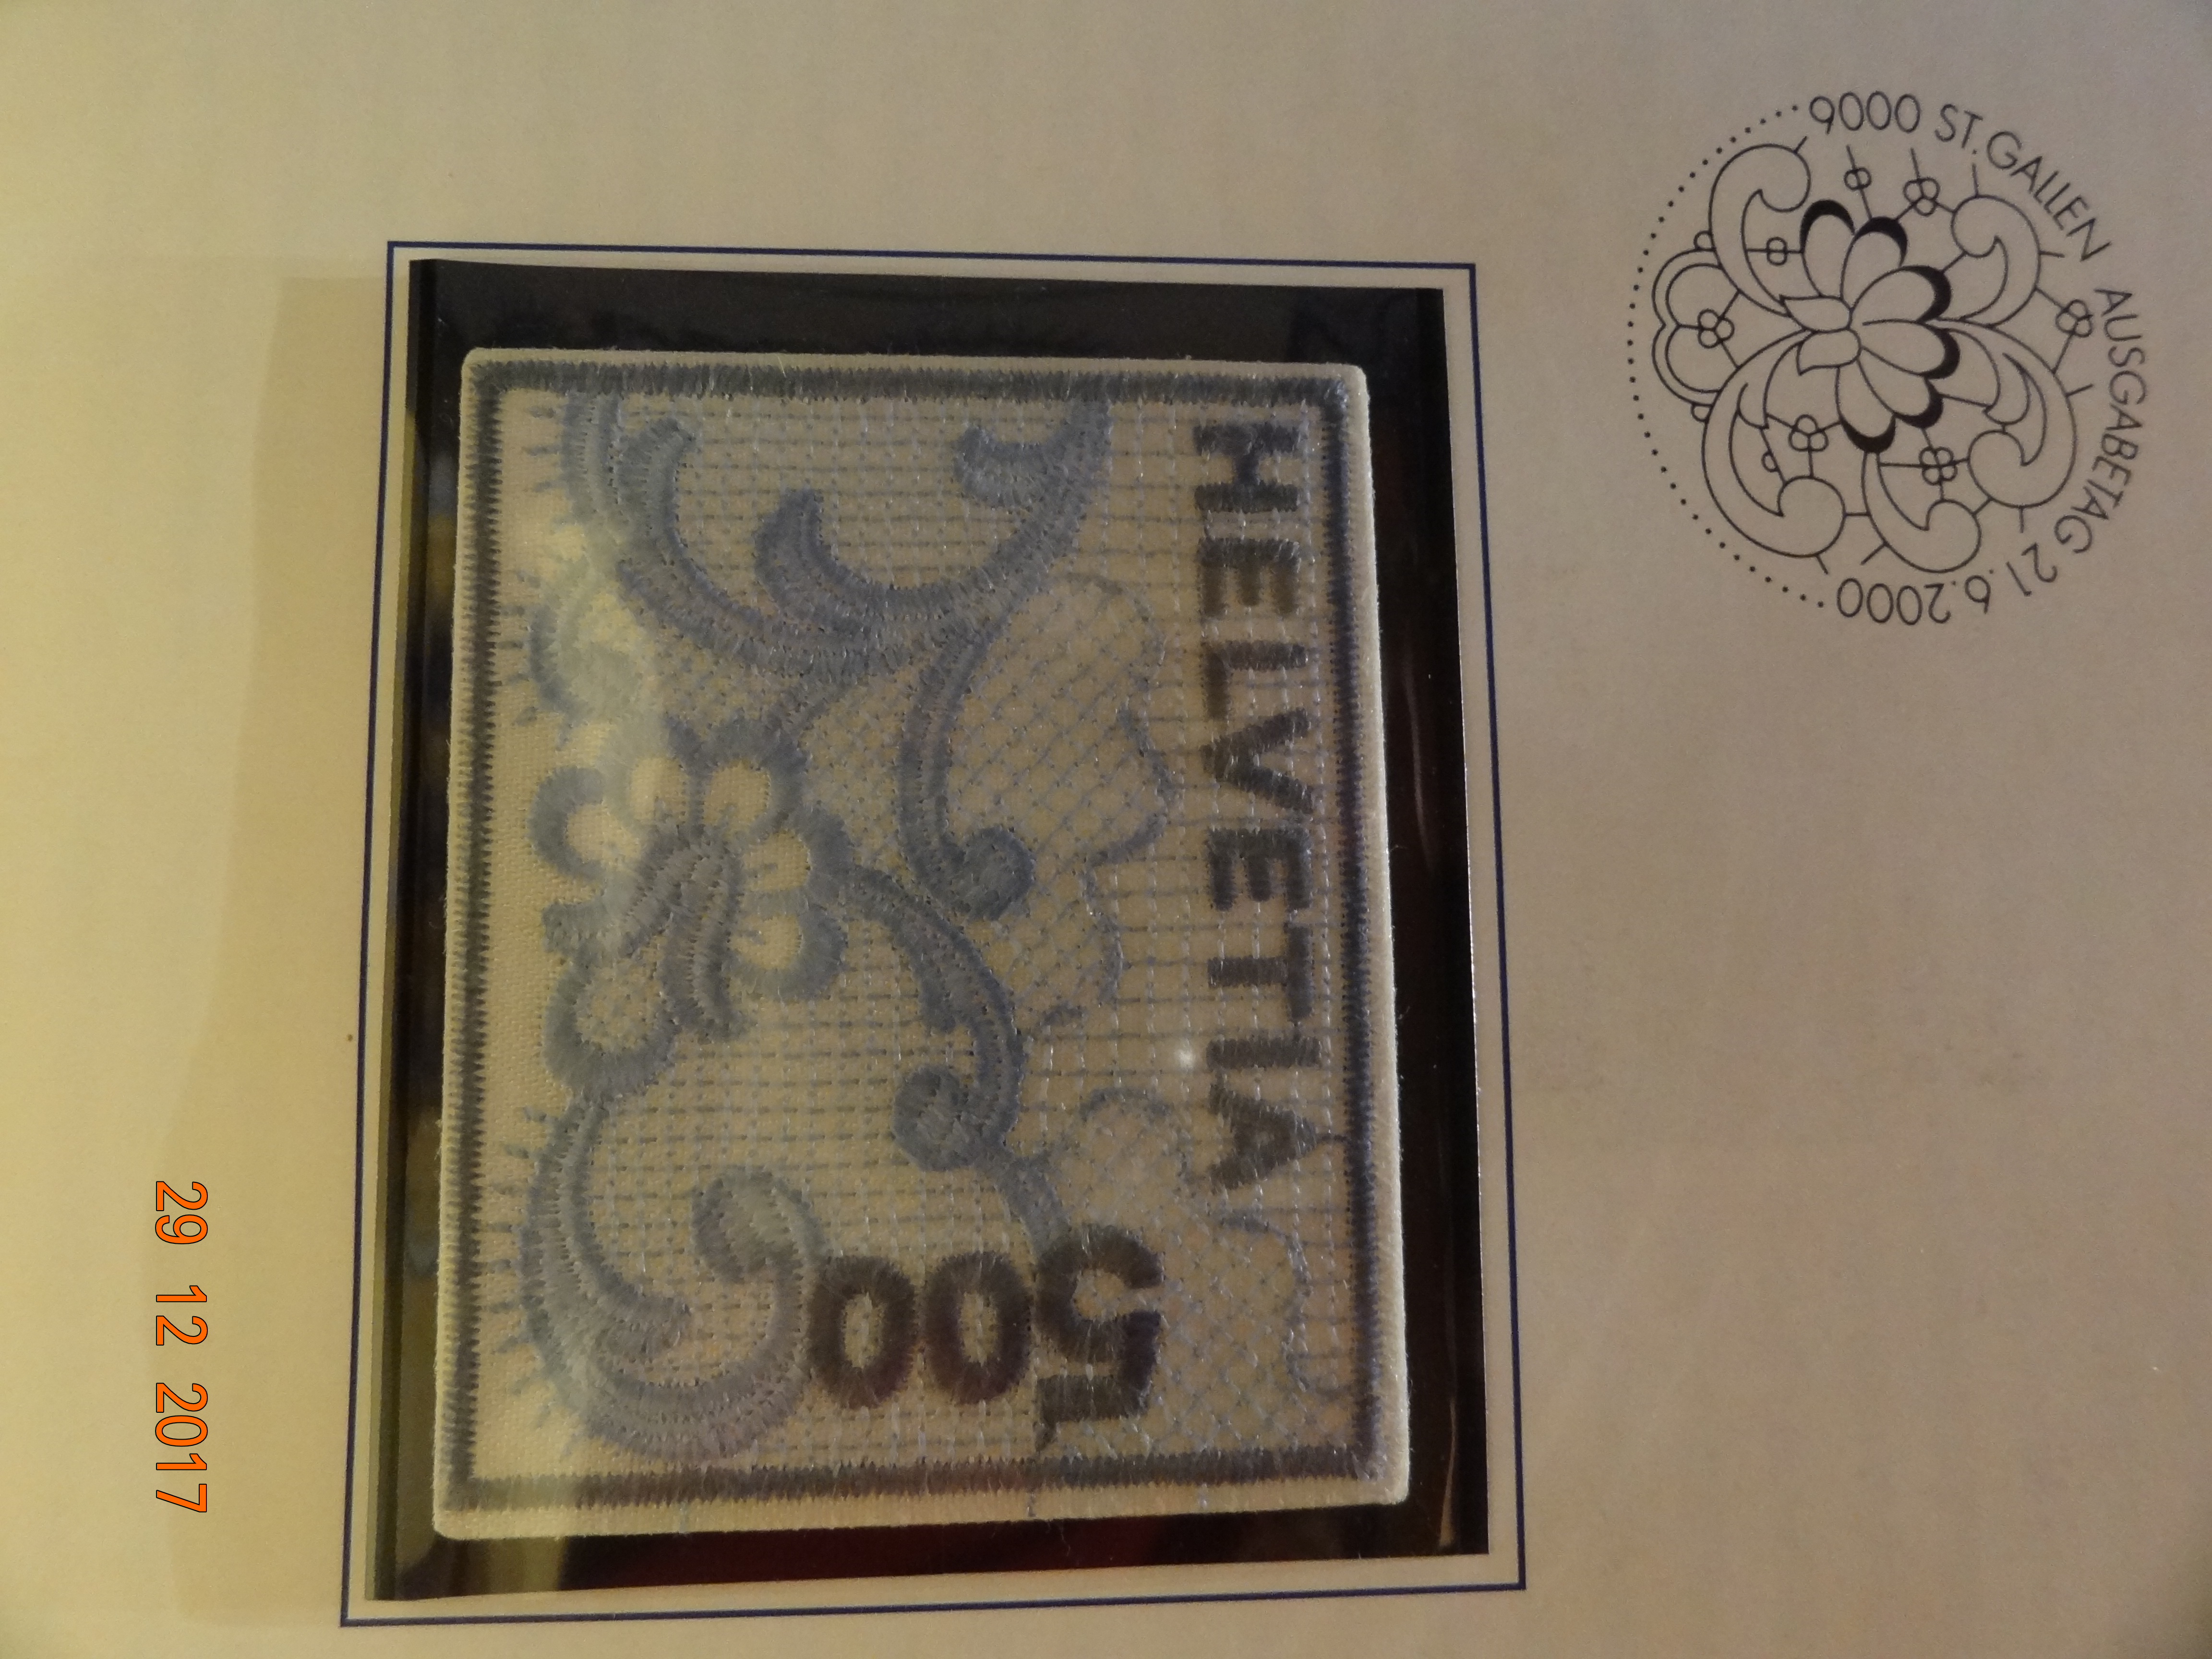 9000 ST.GALLEN AUSGABETAG 21.6.2000
HELVETIA
500
29 12 2017